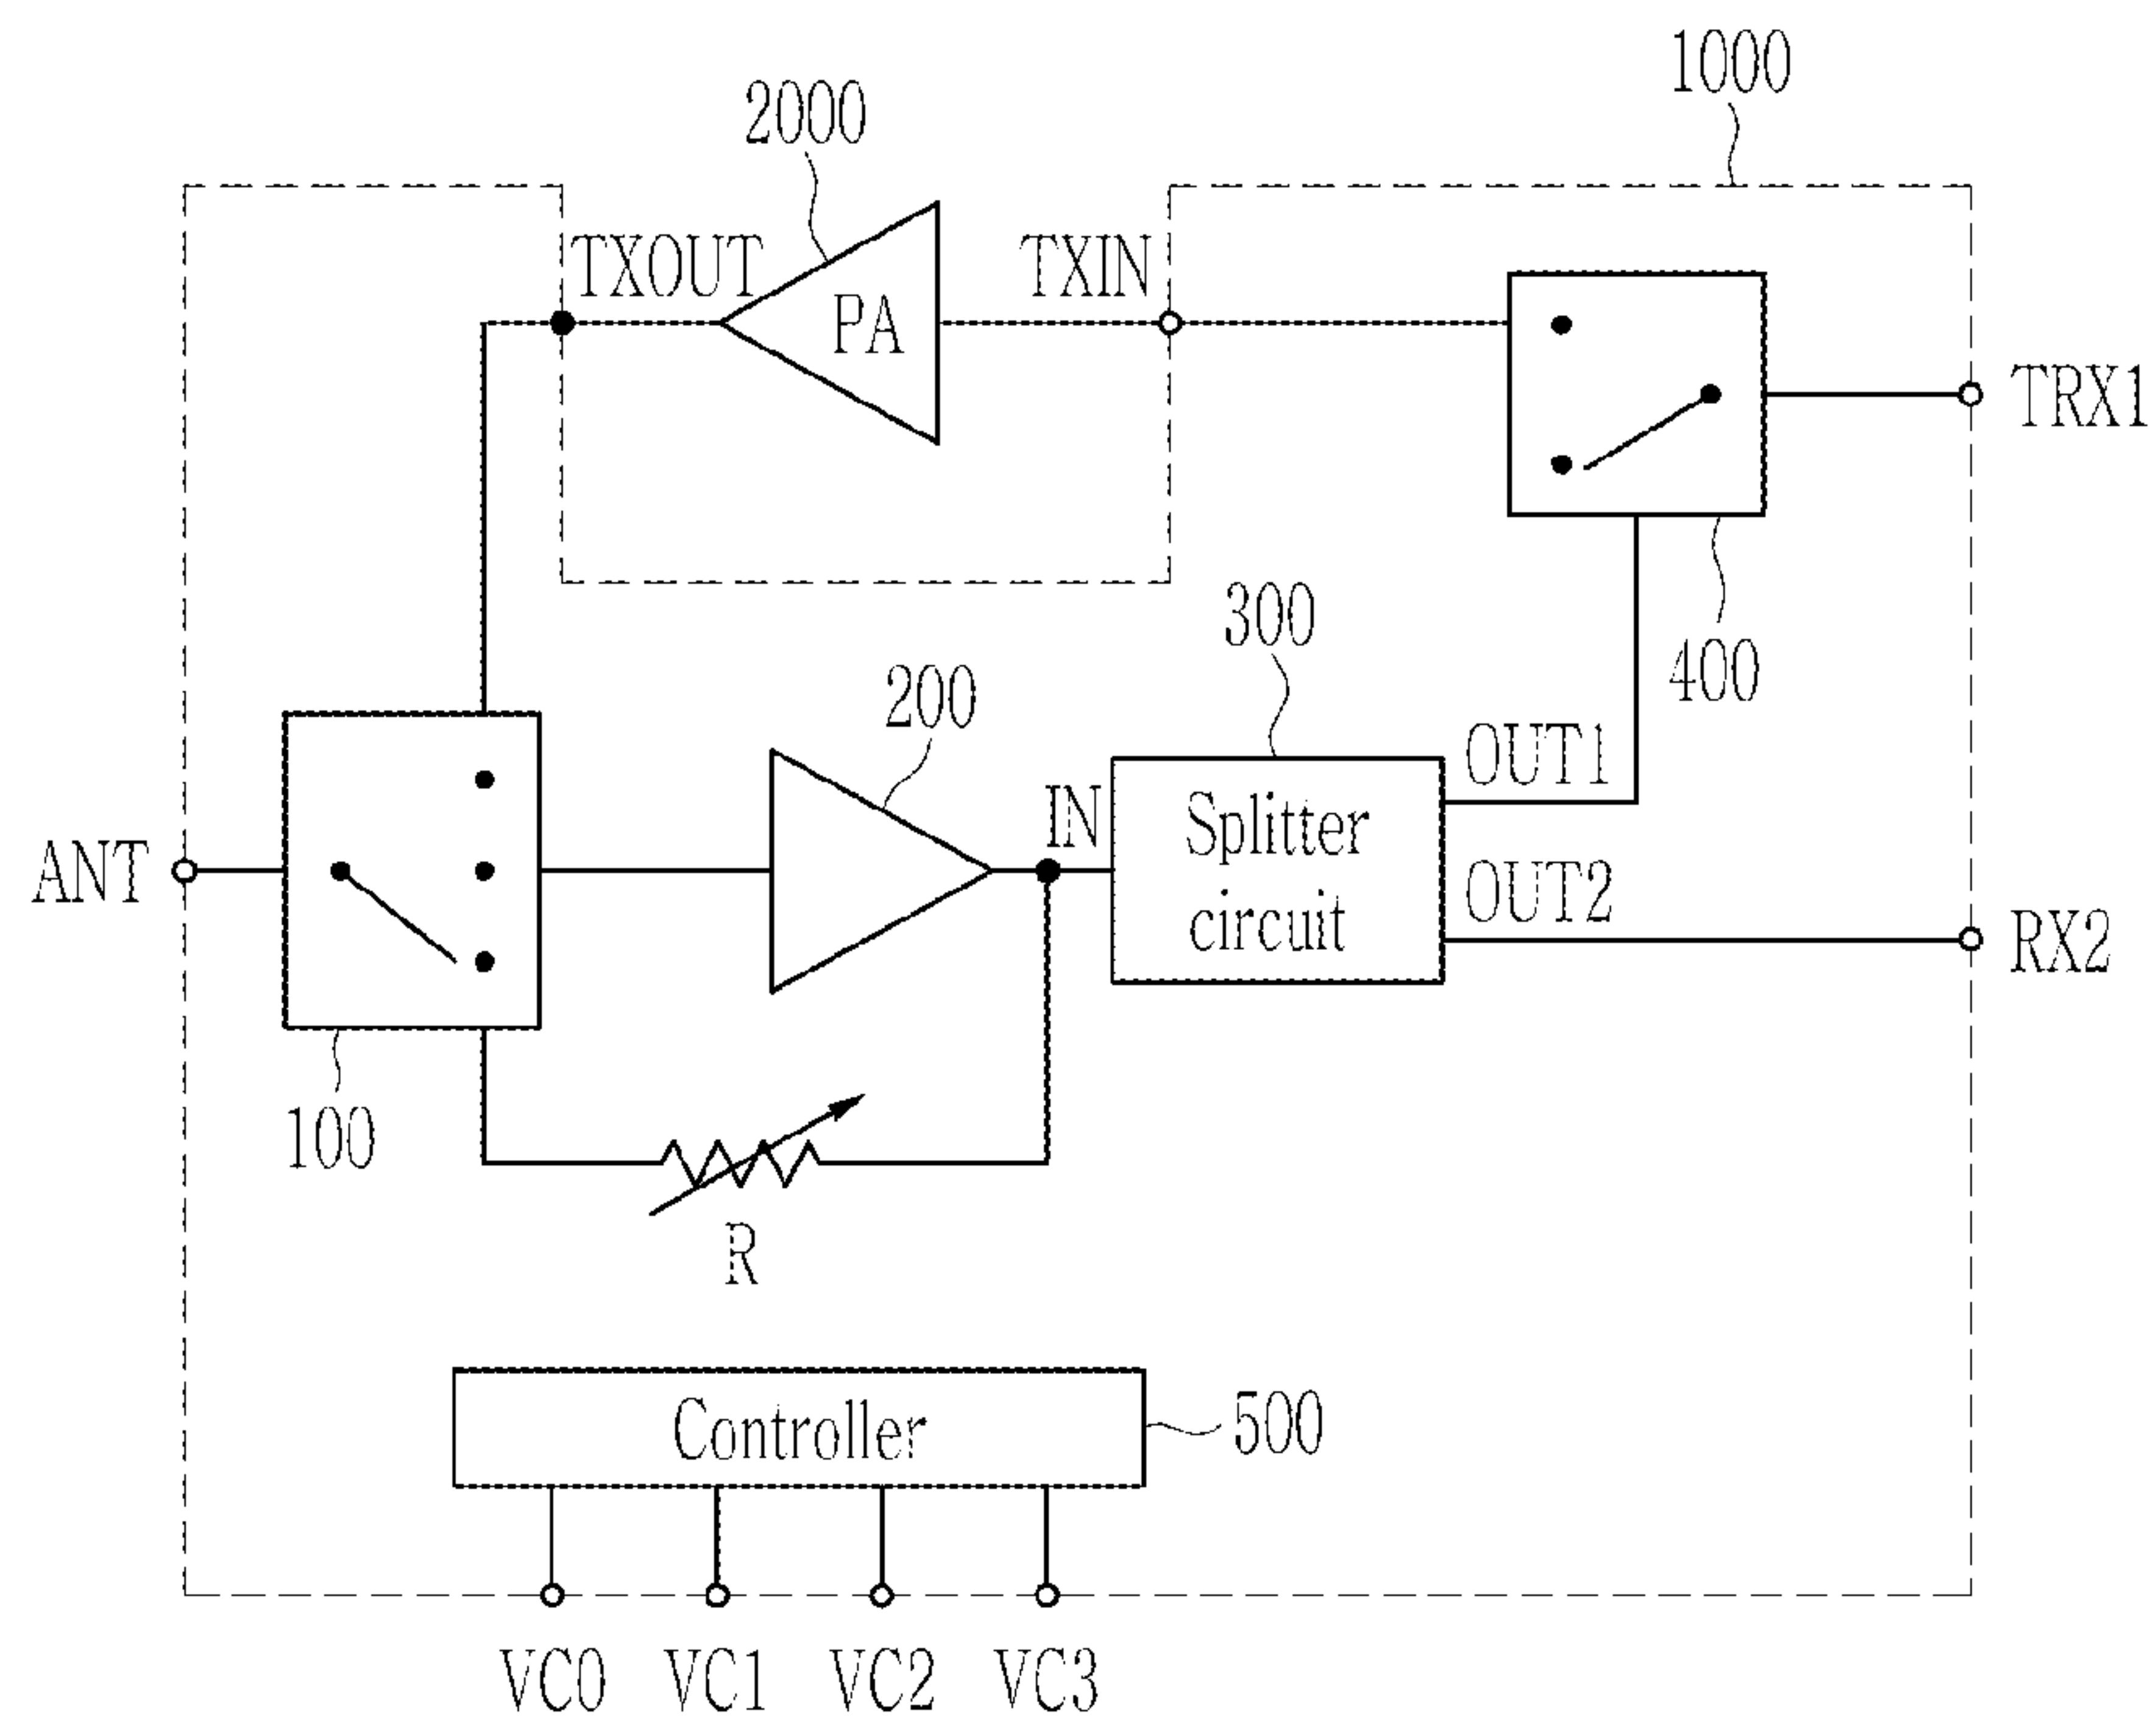 1000
2000
TXOUT
TXIN
PA
TRX1
300
400
200
OUT1
IN
Splitter
circuit
ANT
OUT2
RX2
100
R
Controller
500
VC0 VC1 VC2 VC3